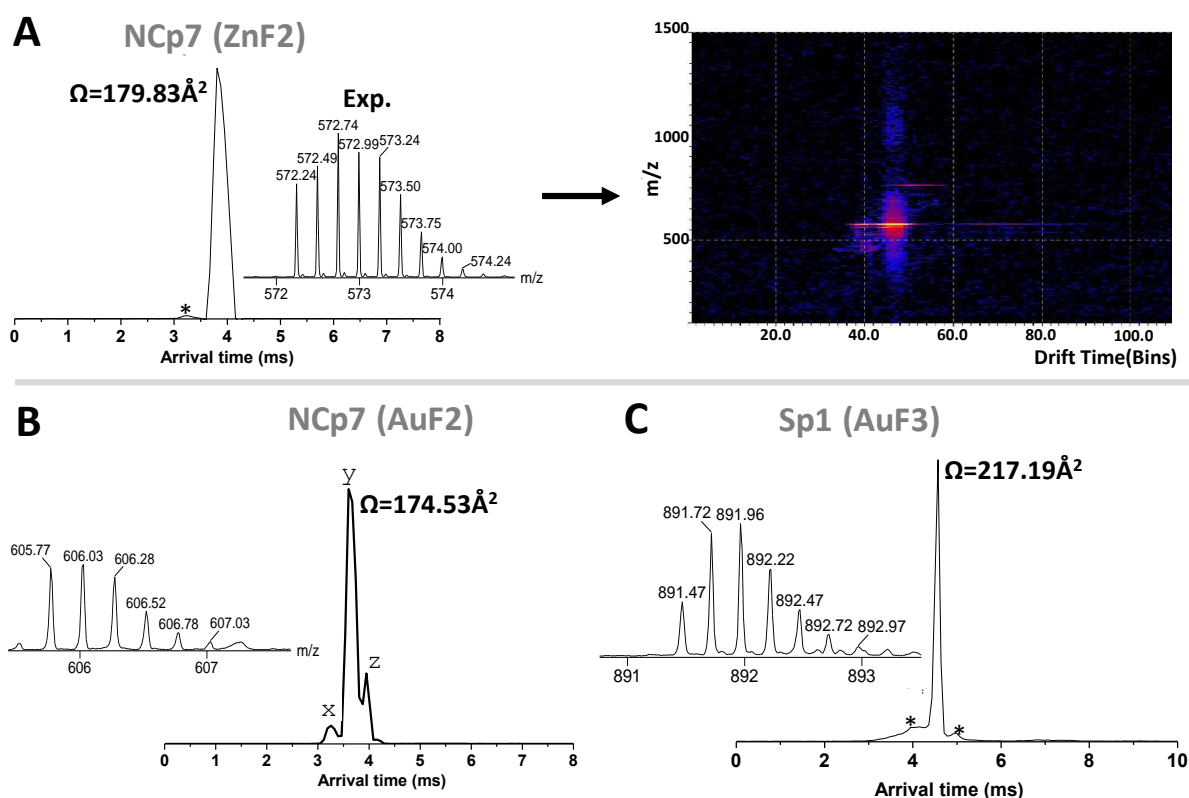 A
NCp7 (ZnF2)
Ω=179.83Å²
Exp.
572.74
572.99
573.24
572.49
572.24
573.50
573.75
574.00
574.24
m/z
572 573 574
*
0 1 2 3 4 5 6 7 8
Arrival time (ms)
1500
1000
500
m/z
20.0 40.0 60.0 80.0 100.0
Drift Time(Bins)
B
NCp7 (AuF2)
y
Ω=174.53Å²
605.77
606.03
606.28
606.52
606.78
607.03
m/z
606 607
x
z
0 1 2 3 4 5 6 7 8
Arrival time (ms)
C
Sp1 (AuF3)
Ω=217.19Å²
891.72
891.96
892.22
891.47
892.47
892.72
892.97
891 892 893
*
*
0 2 4 6 8 10
Arrival time (ms)